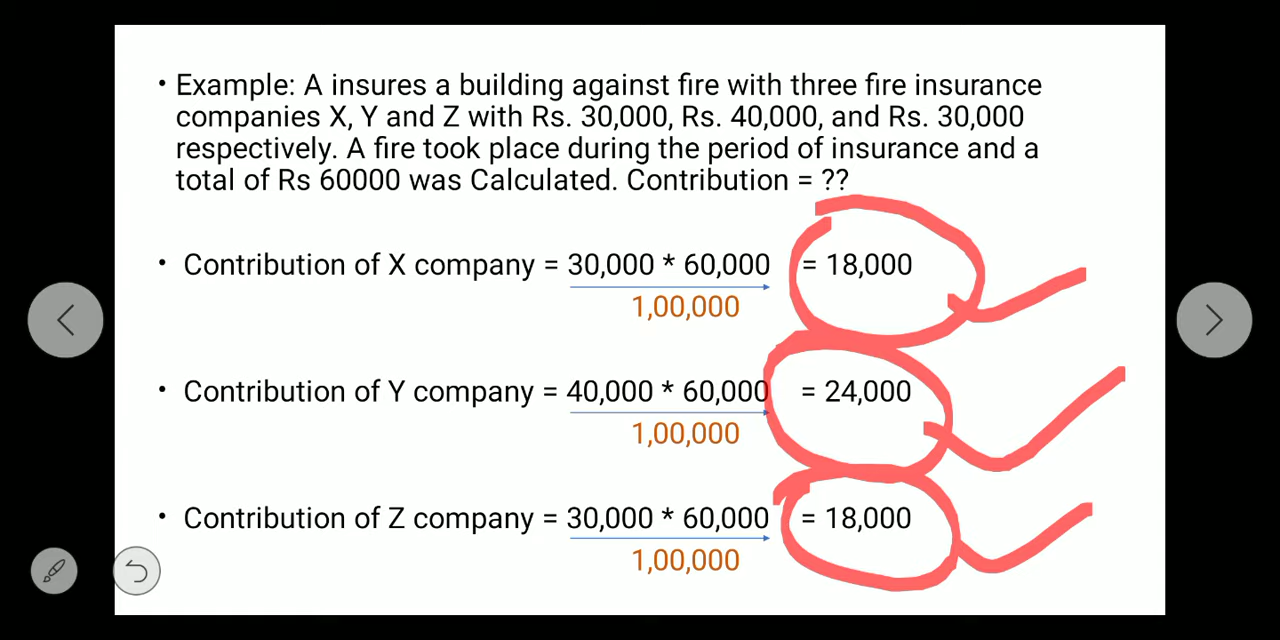 • Example: A insures a building against fire with three fire insurance
companies X, Y and Z with Rs. 30,000, Rs. 40,000, and Rs. 30,000
respectively. A fire took place during the period of insurance and a
total of Rs 60000 was Calculated. Contribution = ??
• Contribution of X company = 30,000 * 60,000 = 18,000
1,00,000
• Contribution of Y company = 40,000 * 60,000 = 24,000
1,00,000
• Contribution of Z company = 30,000 * 60,000 = 18,000
1,00,000